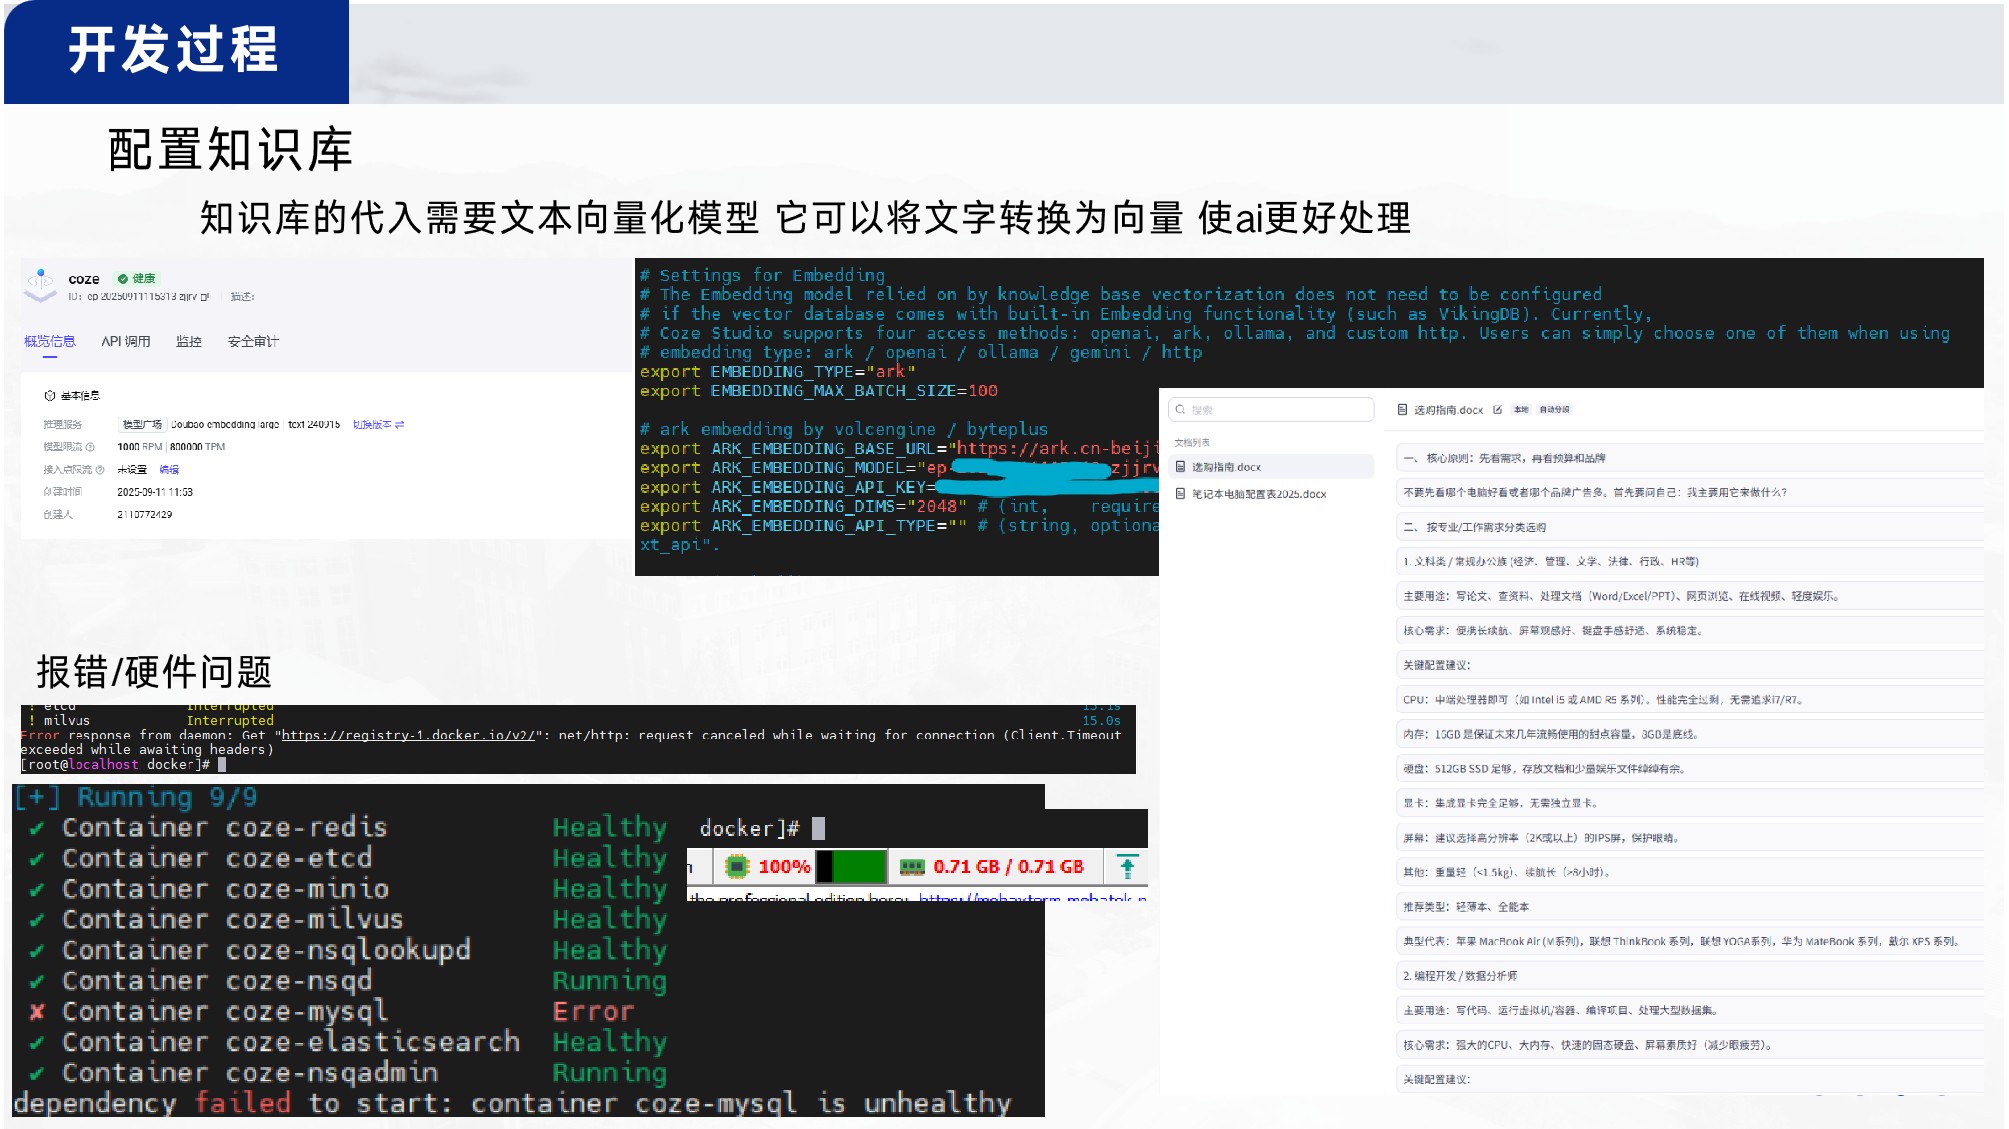 开发过程
配置知识库
知识库的代入需要文本向量化模型 它可以将文字转换为向量 使ai更好处理
coze 健康
ID: ep-20250911115313-zjjrv 描述:
概览信息 API 调用 监控 安全审计
基本信息
推理服务 模型广场 Doubao-embedding-large | text-240915 切换版本
模型限流 1000 RPM | 800000 TPM
接入点限流 未设置 编辑
创建时间 2025-09-11 11:53
创建人 2110772429
# Settings for Embedding
# The Embedding model relied on by knowledge base vectorization does not need to be configured
# if the vector database comes with built-in Embedding functionality (such as VikingDB). Currently,
# Coze Studio supports four access methods: openai, ark, ollama, and custom http. Users can simply choose one of them when using
# embedding type: ark / openai / ollama / gemini / http
export EMBEDDING_TYPE="ark"
export EMBEDDING_MAX_BATCH_SIZE=100
# ark embedding by volcengine / byteplus
export ARK_EMBEDDING_BASE_URL="https://ark.cn-beiji
export ARK_EMBEDDING_MODEL="ep- zjjrv
export ARK_EMBEDDING_API_KEY=
export ARK_EMBEDDING_DIMS="2048" # (int, require
export ARK_EMBEDDING_API_TYPE="" # (string, optiona
xt_api".
搜索
文档列表
选购指南.docx
笔记本电脑配置表2025.docx
选购指南.docx 本地 自动分段
一、 核心原则：先看需求，再看预算和品牌
不要先看哪个电脑好看或者哪个品牌广告多。首先要问自己：我主要用它来做什么？
二、 按专业/工作需求分类选购
1. 文科类 / 常规办公族 (经济、管理、文学、法律、行政、HR等)
主要用途：写论文、查资料、处理文档（Word/Excel/PPT）、网页浏览、在线视频、轻度娱乐。
核心需求：便携长续航、屏幕观感好、键盘手感舒适、系统稳定。
关键配置建议：
CPU：中端处理器即可（如 Intel i5 或 AMD R5 系列）。性能完全过剩，无需追求i7/R7。
内存：16GB 是保证未来几年流畅使用的甜点容量，8GB是底线。
硬盘：512GB SSD 足够，存放文档和少量娱乐文件绰绰有余。
显卡：集成显卡完全足够，无需独立显卡。
屏幕：建议选择高分辨率（2K或以上）的IPS屏，保护眼睛。
其他：重量轻（<1.5kg）、续航长（>8小时）。
推荐类型：轻薄本、全能本
典型代表：苹果 MacBook Air (M系列)，联想 ThinkBook 系列，联想 YOGA系列，华为 MateBook 系列，戴尔 XPS 系列。
2. 编程开发 / 数据分析师
主要用途：写代码、运行虚拟机/容器、编译项目、处理大型数据集。
核心需求：强大的CPU、大内存、快速的固态硬盘、屏幕素质好（减少眼疲劳）。
关键配置建议：
报错/硬件问题
! etcd Interrupted 15.1s
! milvus Interrupted 15.0s
Error response from daemon: Get "https://registry-1.docker.io/v2/": net/http: request canceled while waiting for connection (Client.Timeout
exceeded while awaiting headers)
[root@localhost docker]#
[+] Running 9/9
✔ Container coze-redis Healthy
✔ Container coze-etcd Healthy
✔ Container coze-minio Healthy
✔ Container coze-milvus Healthy
✔ Container coze-nsqlookupd Healthy
✔ Container coze-nsqd Running
✘ Container coze-mysql Error
✔ Container coze-elasticsearch Healthy
✔ Container coze-nsqadmin Running
dependency failed to start: container coze-mysql is unhealthy
docker]#
100% 0.71 GB / 0.71 GB
the professional edition here: https://mobaxterm.mobatek.n